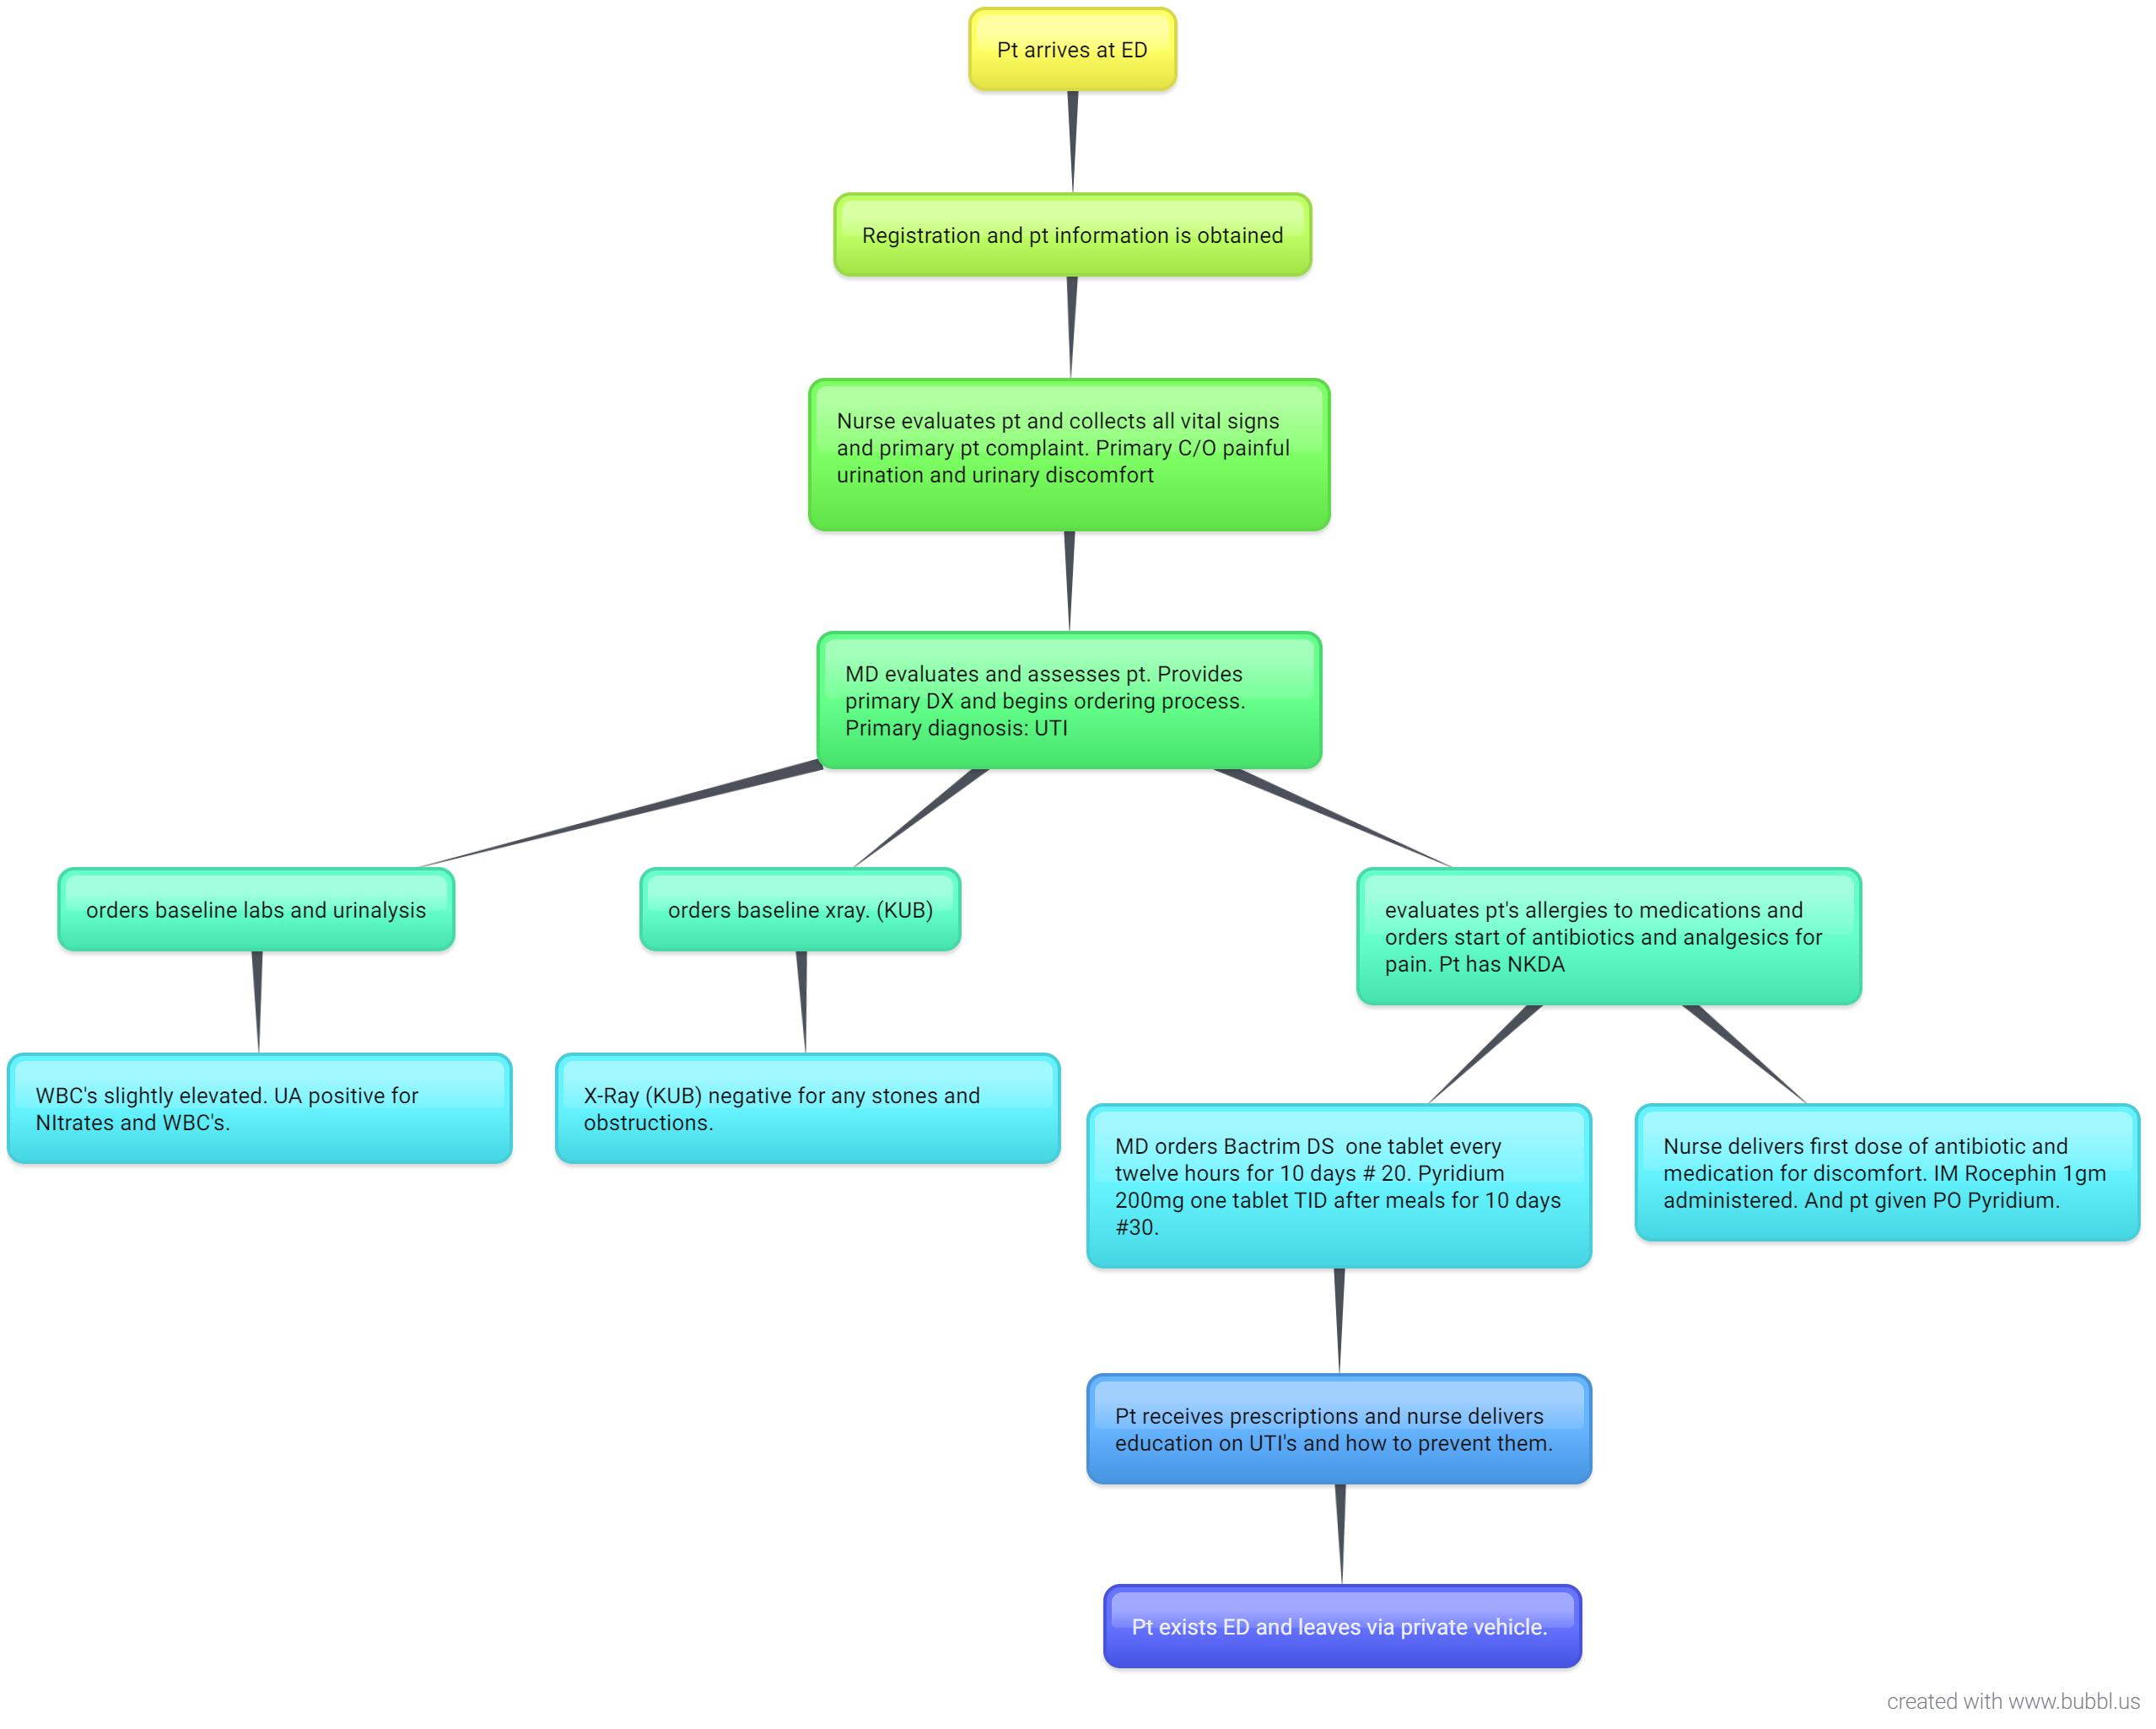 Pt arrives at ED
Registration and pt information is obtained
Nurse evaluates pt and collects all vital signs
and primary pt complaint. Primary C/O painful
urination and urinary discomfort
MD evaluates and assesses pt. Provides
primary DX and begins ordering process.
Primary diagnosis: UTI
orders baseline labs and urinalysis
orders baseline xray. (KUB)
evaluates pt's allergies to medications and
orders start of antibiotics and analgesics for
pain. Pt has NKDA
WBC's slightly elevated. UA positive for
NItrates and WBC's.
X-Ray (KUB) negative for any stones and
obstructions.
MD orders Bactrim DS  one tablet every
twelve hours for 10 days # 20. Pyridium
200mg one tablet TID after meals for 10 days
#30.
Nurse delivers first dose of antibiotic and
medication for discomfort. IM Rocephin 1gm
administered. And pt given PO Pyridium.
Pt receives prescriptions and nurse delivers
education on UTI's and how to prevent them.
Pt exists ED and leaves via private vehicle.
created with www.bubbl.us